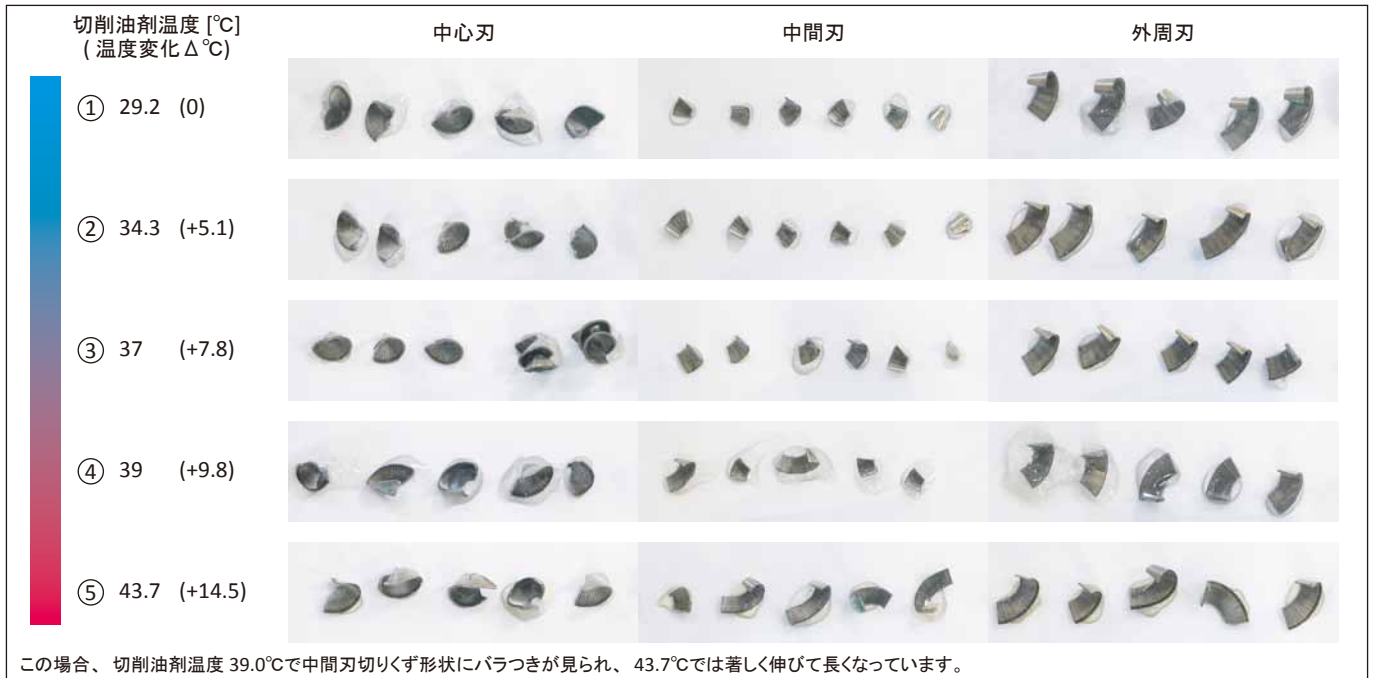 切削油剤温度 [℃]
( 温度変化Δ℃)
中心刃
中間刃
外周刃
① 29.2 (0)
② 34.3 (+5.1)
③ 37 (+7.8)
④ 39 (+9.8)
⑤ 43.7 (+14.5)
この場合、 切削油剤温度 39.0℃で中間刃切りくず形状にバラつきが見られ、 43.7℃では著しく伸びて長くなっています。